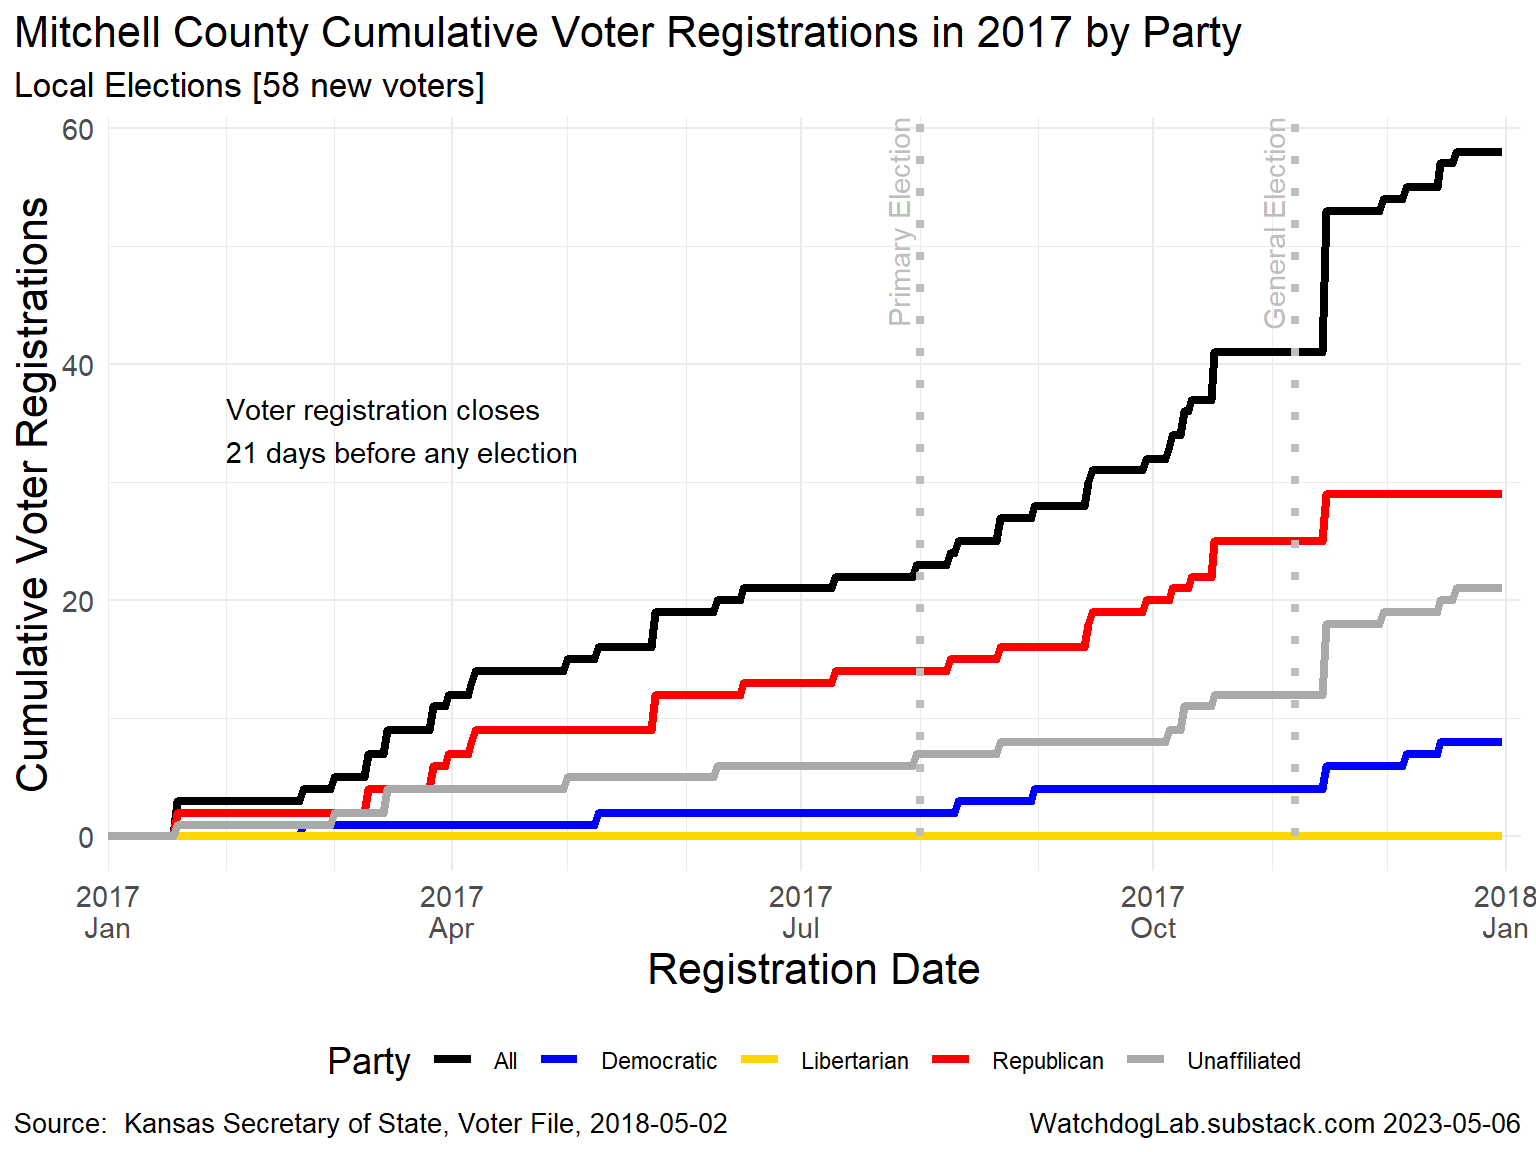 Mitchell County Cumulative Voter Registrations in 2017 by Party
Local Elections [58 new voters]
Cumulative Voter Registrations
60
40
20
0
Primary Election
General Election
Voter registration closes
21 days before any election
2017 2017 2017 2017 2018
Jan Apr Jul Oct Jan
Registration Date
Party All Democratic Libertarian Republican Unaffiliated
Source:  Kansas Secretary of State, Voter File, 2018-05-02
WatchdogLab.substack.com 2023-05-06